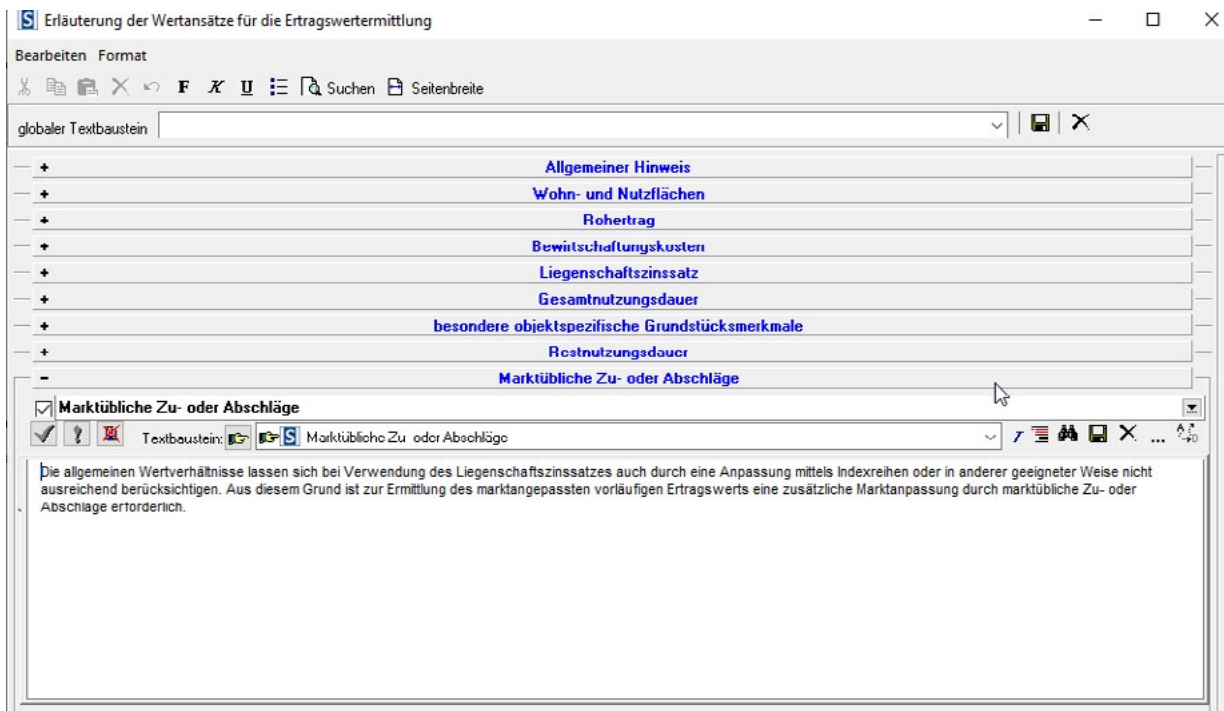 Erläuterung der Wertansätze für die Ertragswertermittlung
Bearbeiten Format
F K U Suchen Seitenbreite
globaler Textbaustein
Allgemeiner Hinweis
Wohn- und Nutzflächen
Rohertrag
Bewirtschaftungskosten
Liegenschaftszinssatz
Gesamtnutzungsdauer
besondere objektspezifische Grundstücksmerkmale
Restnutzungsdauer
Marktübliche Zu- oder Abschläge
Marktübliche Zu- oder Abschläge
Textbaustein: S Marktübliche Zu- oder Abschläge
Die allgemeinen Wertverhältnisse lassen sich bei Verwendung des Liegenschaftszinssatzes auch durch eine Anpassung mittels Indexreihen oder in anderer geeigneter Weise nicht
ausreichend berücksichtigen. Aus diesem Grund ist zur Ermittlung des marktangepassten vorläufigen Ertragswerts eine zusätzliche Marktanpassung durch marktübliche Zu- oder
Abschläge erforderlich.